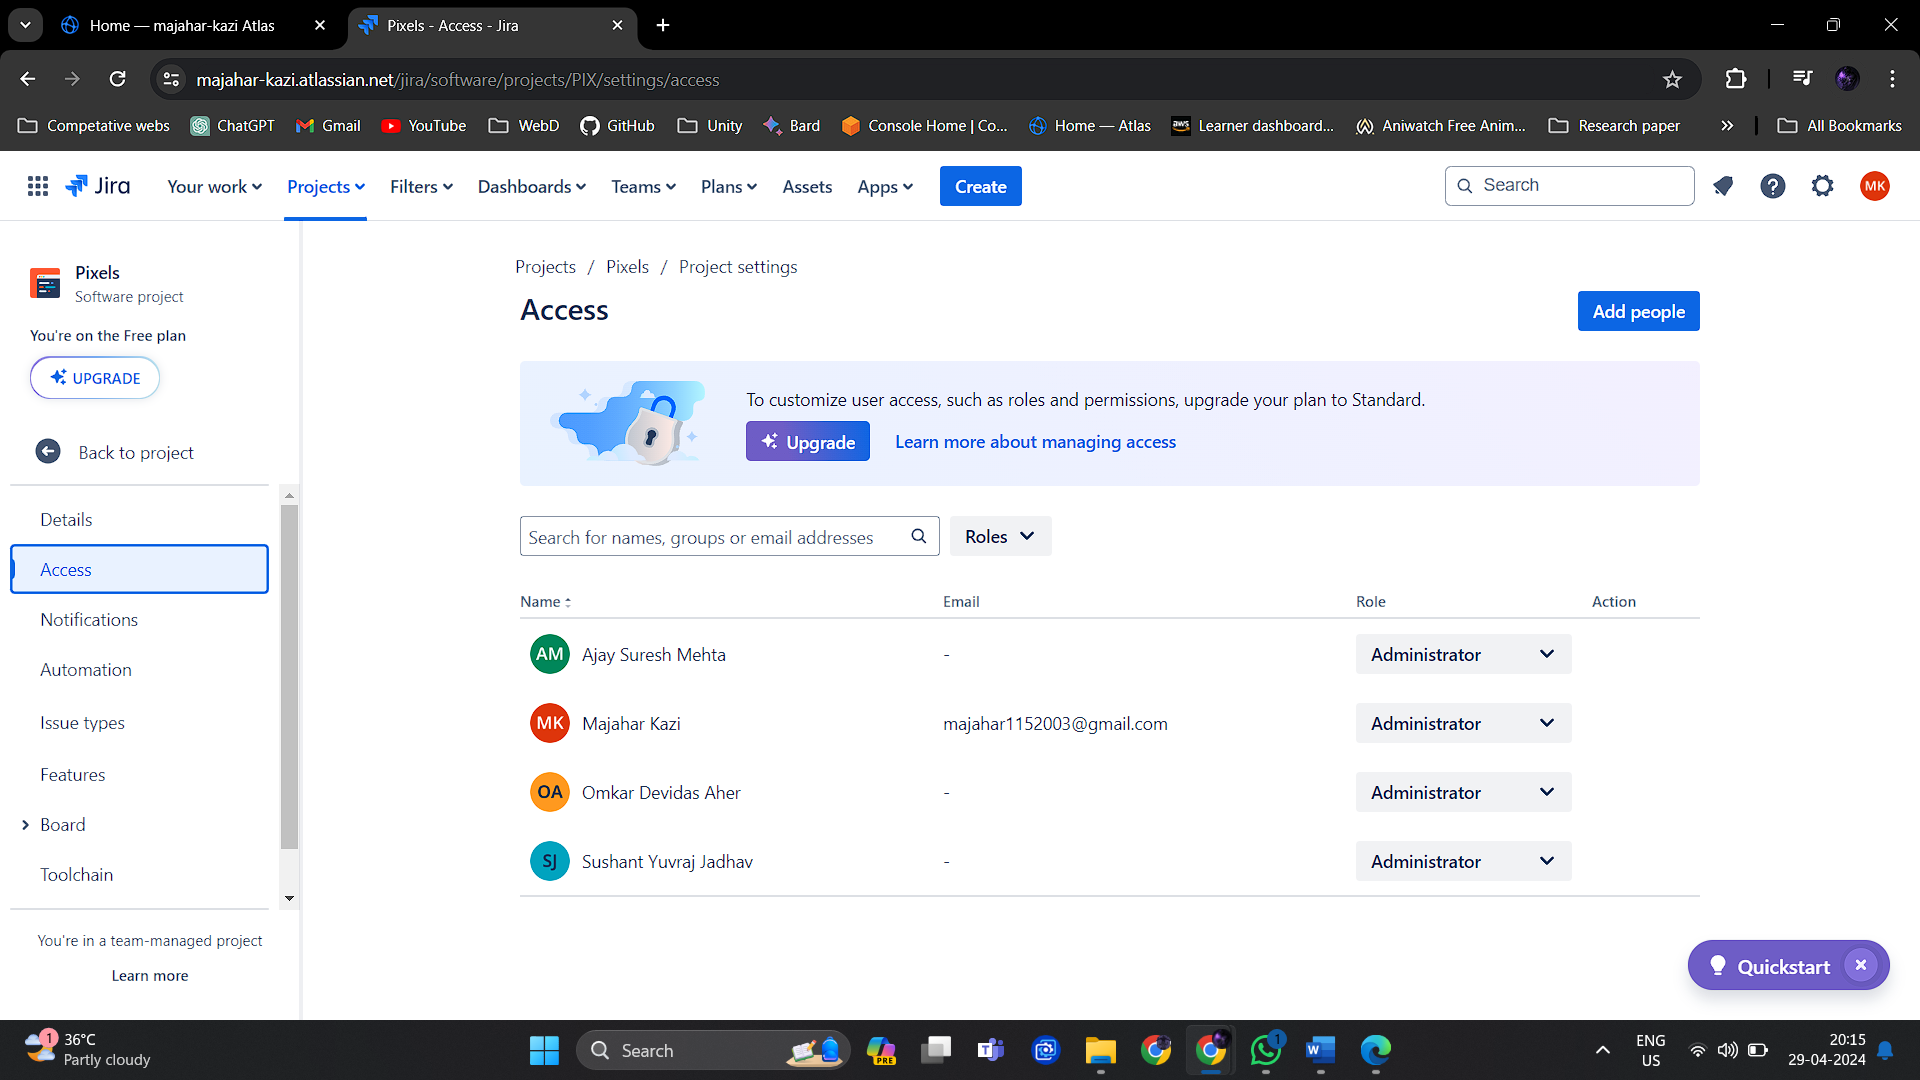 Home — majahar-kazi Atlas
Pixels - Access - Jira
majahar-kazi.atlassian.net/jira/software/projects/PIX/settings/access
Competative webs
ChatGPT
Gmail
YouTube
WebD
GitHub
Unity
Bard
Console Home | Co...
Home — Atlas
aws
Learner dashboard...
Aniwatch Free Anim...
Research paper
All Bookmarks
Jira
Your work
Projects
Filters
Dashboards
Teams
Plans
Assets
Apps
Create
Search
MK
Pixels
Software project
You're on the Free plan
UPGRADE
Back to project
Details
Access
Notifications
Automation
Issue types
Features
Board
Toolchain
You're in a team-managed project
Learn more
Projects / Pixels / Project settings
Access
Add people
To customize user access, such as roles and permissions, upgrade your plan to Standard.
Upgrade
Learn more about managing access
Search for names, groups or email addresses
Roles
Name Email Role Action
AM Ajay Suresh Mehta - Administrator
MK Majahar Kazi majahar1152003@gmail.com Administrator
OA Omkar Devidas Aher - Administrator
SJ Sushant Yuvraj Jadhav - Administrator
Quickstart
1
36°C
Partly cloudy
Search
PRE
1
ENG
US
20:15
29-04-2024